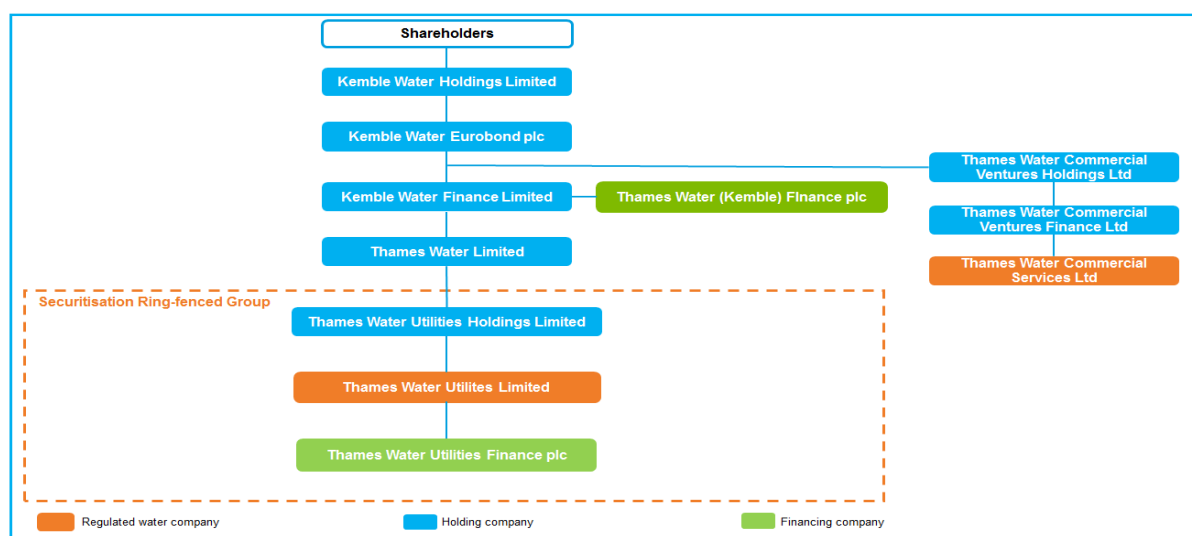 Shareholders
Kemble Water Holdings Limited
Kemble Water Eurobond plc
Thames Water Commercial
Ventures Holdings Ltd
Kemble Water Finance Limited
Thames Water (Kemble) FInance plc
Thames Water Commercial
Ventures Finance Ltd
Thames Water Limited
Thames Water Commercial
Services Ltd
Securitisation Ring-fenced Group
Thames Water Utilities Holdings Limited
Thames Water Utilites Limited
Thames Water Utilities Finance plc
Regulated water company
Holding company
Financing company